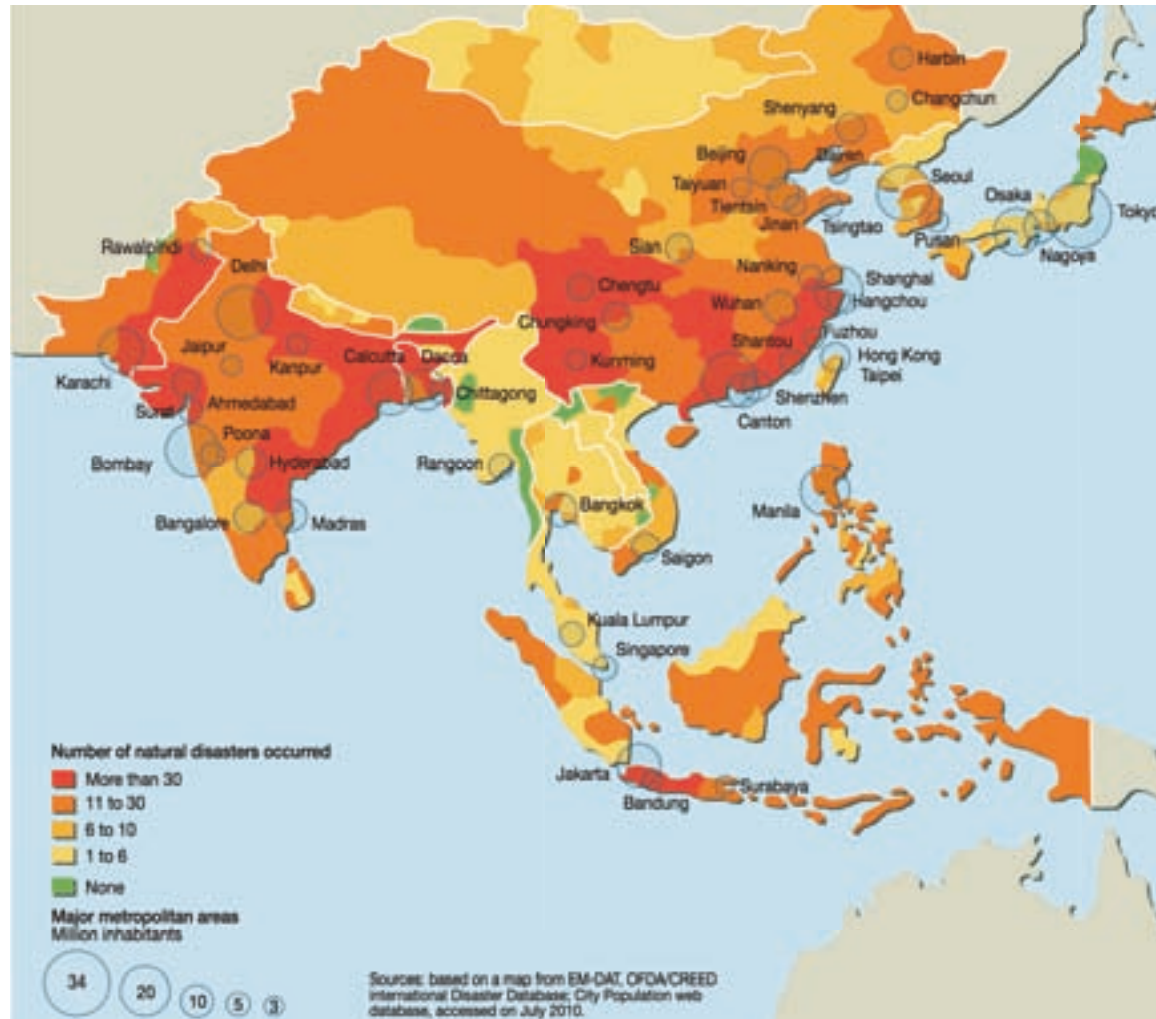 Harbin
Changchun
Shenyang
Beijing
Dairen
Taiyuan
Seoul
Tientsin
Osaka
Jinan
Tsingtao
Pusan
Tokyo
Nagoya
Rawalpindi
Sian
Delhi
Nanking
Shanghai
Chengtu
Wuhan
Hangchou
Chungking
Fuzhou
Jaipur
Shantou
Kanpur
Calcutta
Dacca
Kunming
Hong Kong
Taipei
Karachi
Chittagong
Shenzhen
Surat
Ahmedabad
Canton
Poona
Bombay
Hyderabad
Rangoon
Bangkok
Manila
Bangalore
Madras
Saigon
Kuala Lumpur
Singapore
Jakarta
Surabaya
Bandung
Number of natural disasters occurred
More than 30
11 to 30
6 to 10
1 to 6
None
Major metropolitan areas
Million inhabitants
34
20
10
5
3
Sources: based on a map from EM-DAT, OFDA/CREED
International Disaster Database; City Population web
database, accessed on July 2010.